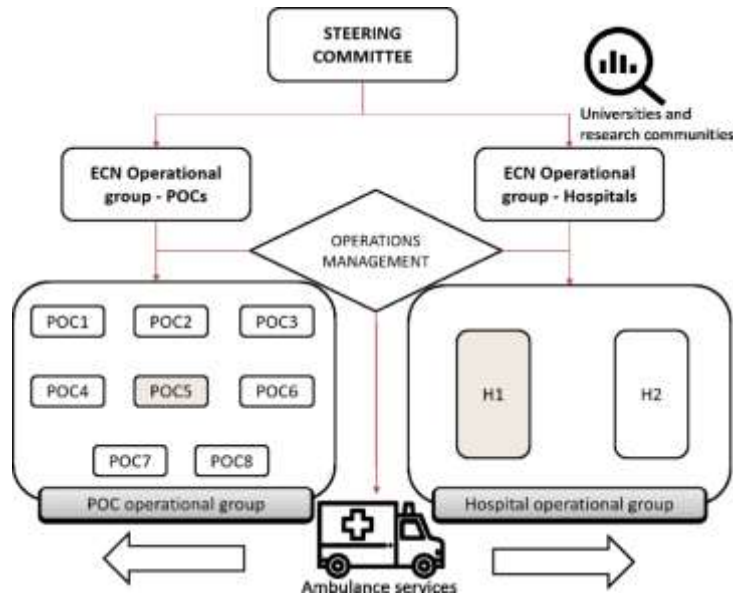 STEERING
COMMITTEE
Universities and
research communities
ECN Operational
group - POCs
ECN Operational
group - Hospitals
OPERATIONS
MANAGEMENT
POC1
POC2
POC3
POC4
POC5
POC6
POC7
POC8
H1
H2
POC operational group
Hospital operational group
Ambulance services